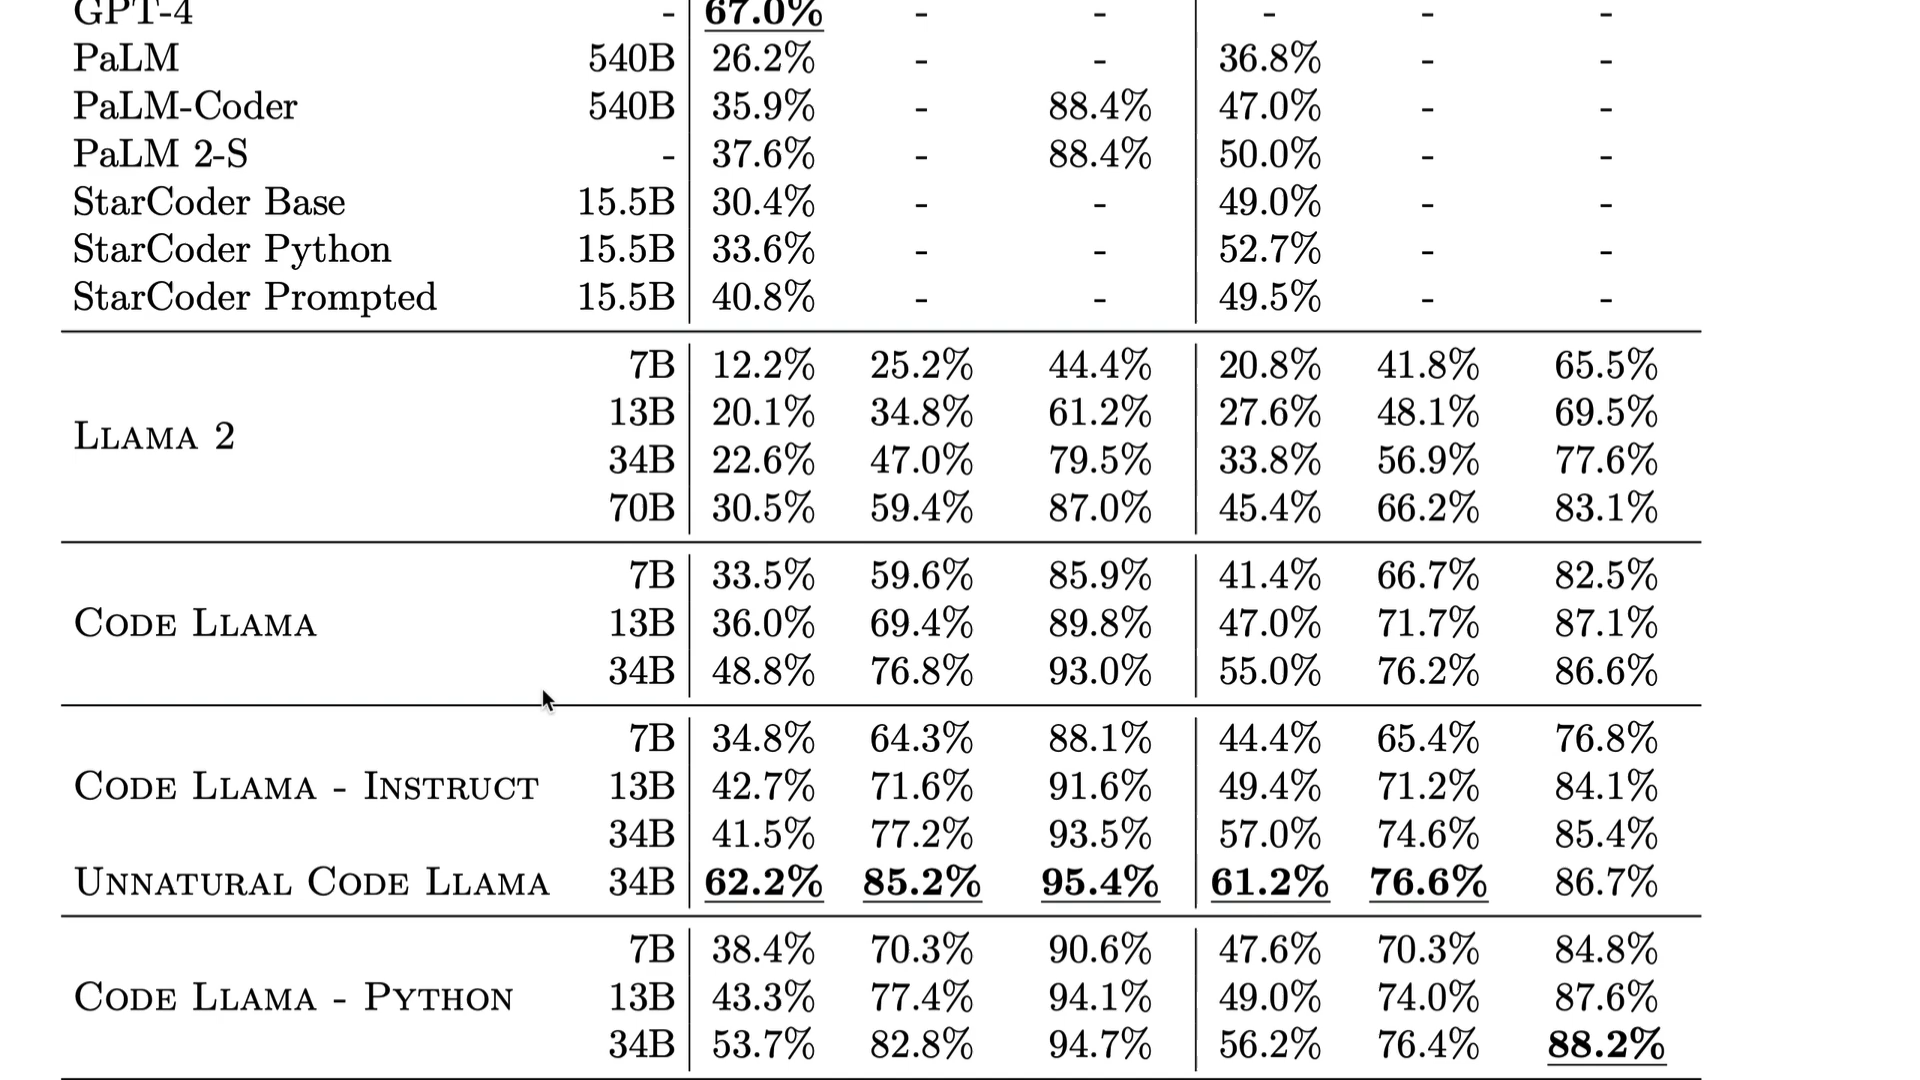 GPT-4 - 67.0% - - - - -
PaLM 540B 26.2% - - 36.8% - -
PaLM-Coder 540B 35.9% - 88.4% 47.0% - -
PaLM 2-S - 37.6% - 88.4% 50.0% - -
StarCoder Base 15.5B 30.4% - - 49.0% - -
StarCoder Python 15.5B 33.6% - - 52.7% - -
StarCoder Prompted 15.5B 40.8% - - 49.5% - -
7B 12.2% 25.2% 44.4% 20.8% 41.8% 65.5%
13B 20.1% 34.8% 61.2% 27.6% 48.1% 69.5%
LLAMA 2
34B 22.6% 47.0% 79.5% 33.8% 56.9% 77.6%
70B 30.5% 59.4% 87.0% 45.4% 66.2% 83.1%
7B 33.5% 59.6% 85.9% 41.4% 66.7% 82.5%
CODE LLAMA 13B 36.0% 69.4% 89.8% 47.0% 71.7% 87.1%
34B 48.8% 76.8% 93.0% 55.0% 76.2% 86.6%
7B 34.8% 64.3% 88.1% 44.4% 65.4% 76.8%
CODE LLAMA - INSTRUCT 13B 42.7% 71.6% 91.6% 49.4% 71.2% 84.1%
34B 41.5% 77.2% 93.5% 57.0% 74.6% 85.4%
UNNATURAL CODE LLAMA 34B 62.2% 85.2% 95.4% 61.2% 76.6% 86.7%
7B 38.4% 70.3% 90.6% 47.6% 70.3% 84.8%
CODE LLAMA - PYTHON 13B 43.3% 77.4% 94.1% 49.0% 74.0% 87.6%
34B 53.7% 82.8% 94.7% 56.2% 76.4% 88.2%